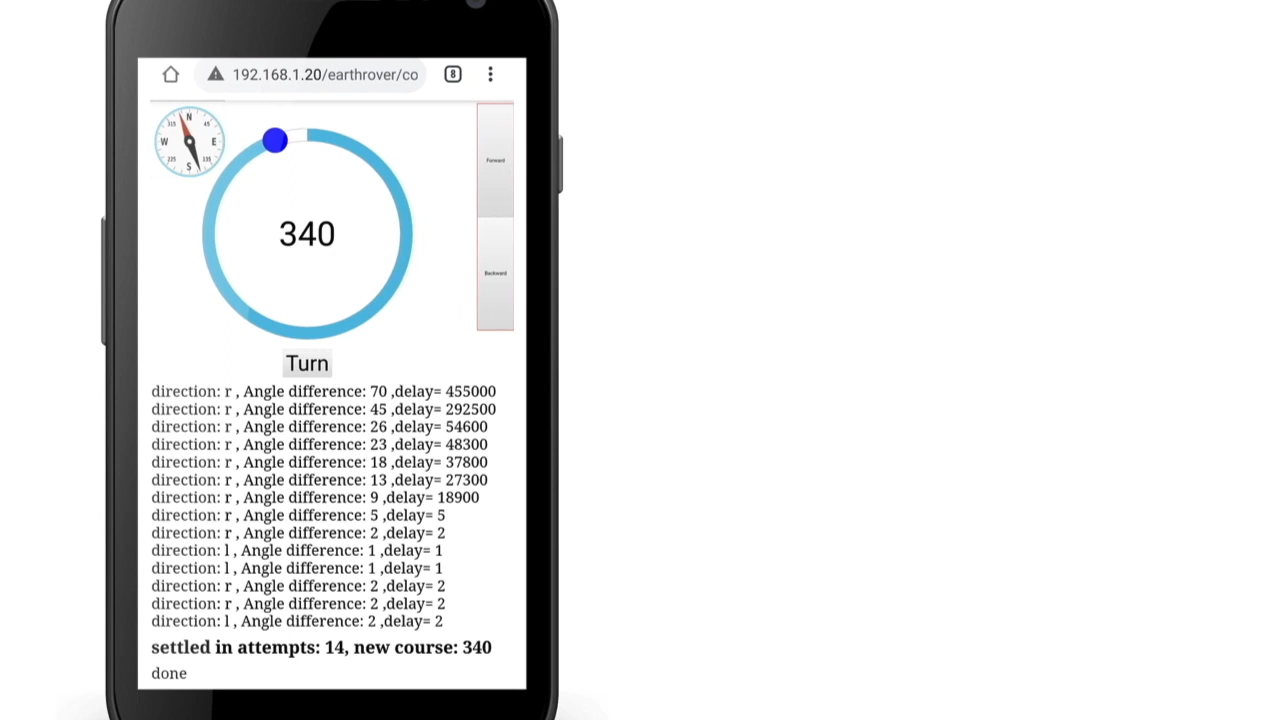 192.168.1.20/earthrover/co
8
N
315
45
W
E
225
135
S
340
Forward
Backward
Turn
direction: r , Angle difference: 70 ,delay= 455000
direction: r , Angle difference: 45 ,delay= 292500
direction: r , Angle difference: 26 ,delay= 54600
direction: r , Angle difference: 23 ,delay= 48300
direction: r , Angle difference: 18 ,delay= 37800
direction: r , Angle difference: 13 ,delay= 27300
direction: r , Angle difference: 9 ,delay= 18900
direction: r , Angle difference: 5 ,delay= 5
direction: r , Angle difference: 2 ,delay= 2
direction: l , Angle difference: 1 ,delay= 1
direction: l , Angle difference: 1 ,delay= 1
direction: r , Angle difference: 2 ,delay= 2
direction: r , Angle difference: 2 ,delay= 2
direction: l , Angle difference: 2 ,delay= 2
settled in attempts: 14, new course: 340
done